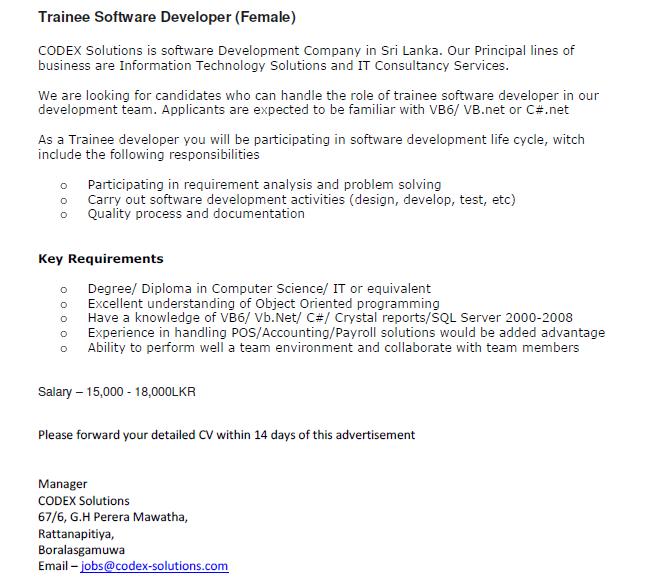 Trainee Software Developer (Female)
CODEX Solutions is software Development Company in Sri Lanka. Our Principal lines of
business are Information Technology Solutions and IT Consultancy Services.
We are looking for candidates who can handle the role of trainee software developer in our
development team. Applicants are expected to be familiar with VB6/ VB.net or C#.net
As a Trainee developer you will be participating in software development life cycle, witch
include the following responsibilities
o Participating in requirement analysis and problem solving
o Carry out software development activities (design, develop, test, etc)
o Quality process and documentation
Key Requirements
o Degree/ Diploma in Computer Science/ IT or equivalent
o Excellent understanding of Object Oriented programming
o Have a knowledge of VB6/ Vb.Net/ C#/ Crystal reports/SQL Server 2000-2008
o Experience in handling POS/Accounting/Payroll solutions would be added advantage
o Ability to perform well a team environment and collaborate with team members
Salary – 15,000 - 18,000LKR
Please forward your detailed CV within 14 days of this advertisement
Manager
CODEX Solutions
67/6, G.H Perera Mawatha,
Rattanapitiya,
Boralasgamuwa
Email – jobs@codex-solutions.com